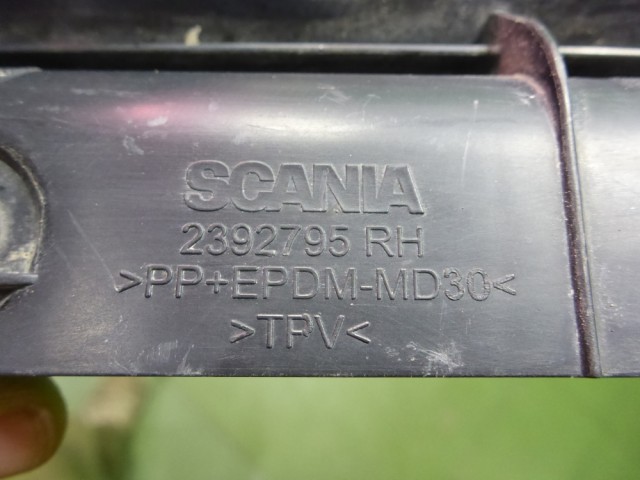 SCANIA
2392795 RH
>PP+EPDM-MD30<
>TPV<